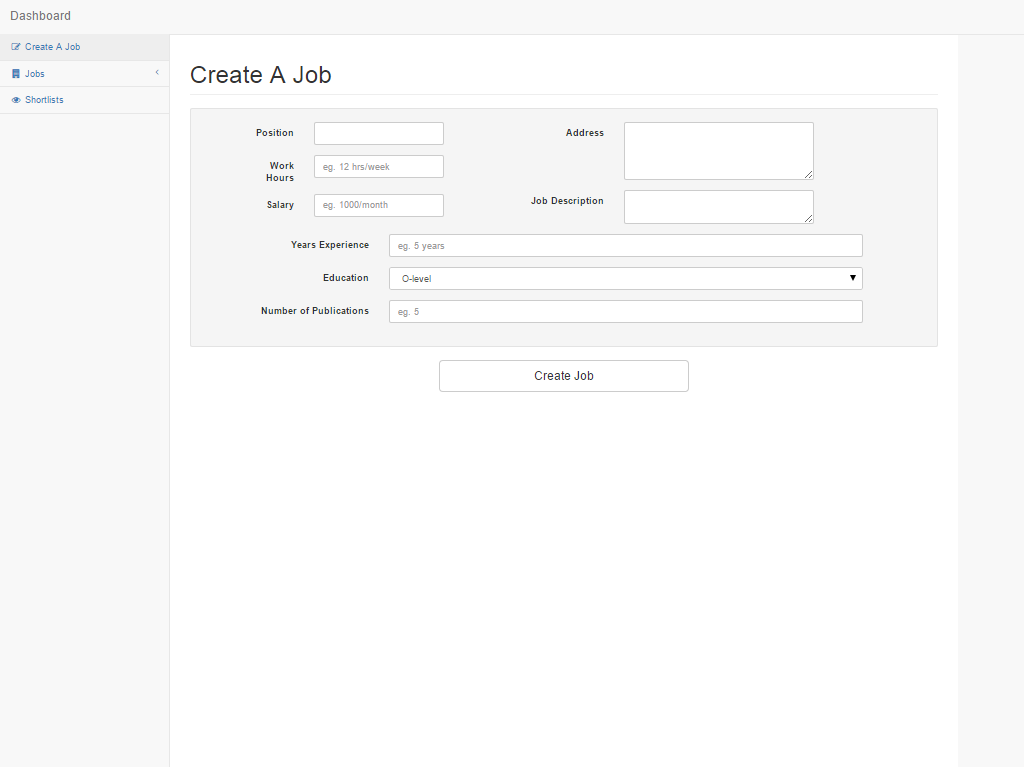 Dashboard
Create A Job
Jobs
Shortlists
Create A Job
Position
Address
Work
Hours
eg. 12 hrs/week
Salary
eg. 1000/month
Job Description
Years Experience
eg. 5 years
Education
O-level
Number of Publications
eg. 5
Create Job